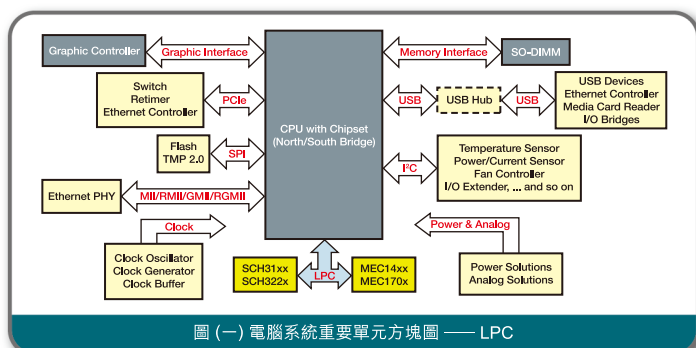 Graphic Controller
Graphic Interface
Memory Interface
SO-DIMM
Switch
Retimer
Ethernet Controller
PCIe
CPU with Chipset
(North/South Bridge)
USB
USB Hub
USB
USB Devices
Ethernet Controller
Media Card Reader
I/O Bridges
Flash
TMP 2.0
SPI
I²C
Temperature Sensor
Power/Current Sensor
Fan Controller
I/O Extender, ... and so on
Ethernet PHY
MII/RMII/GMII/RGMII
Clock
Power & Analog
Clock Oscillator
Clock Generator
Clock Buffer
SCH31xx
SCH322x
LPC
MEC14xx
MEC170x
Power Solutions
Analog Solutions
圖 (一) 電腦系統重要單元方塊圖 —— LPC